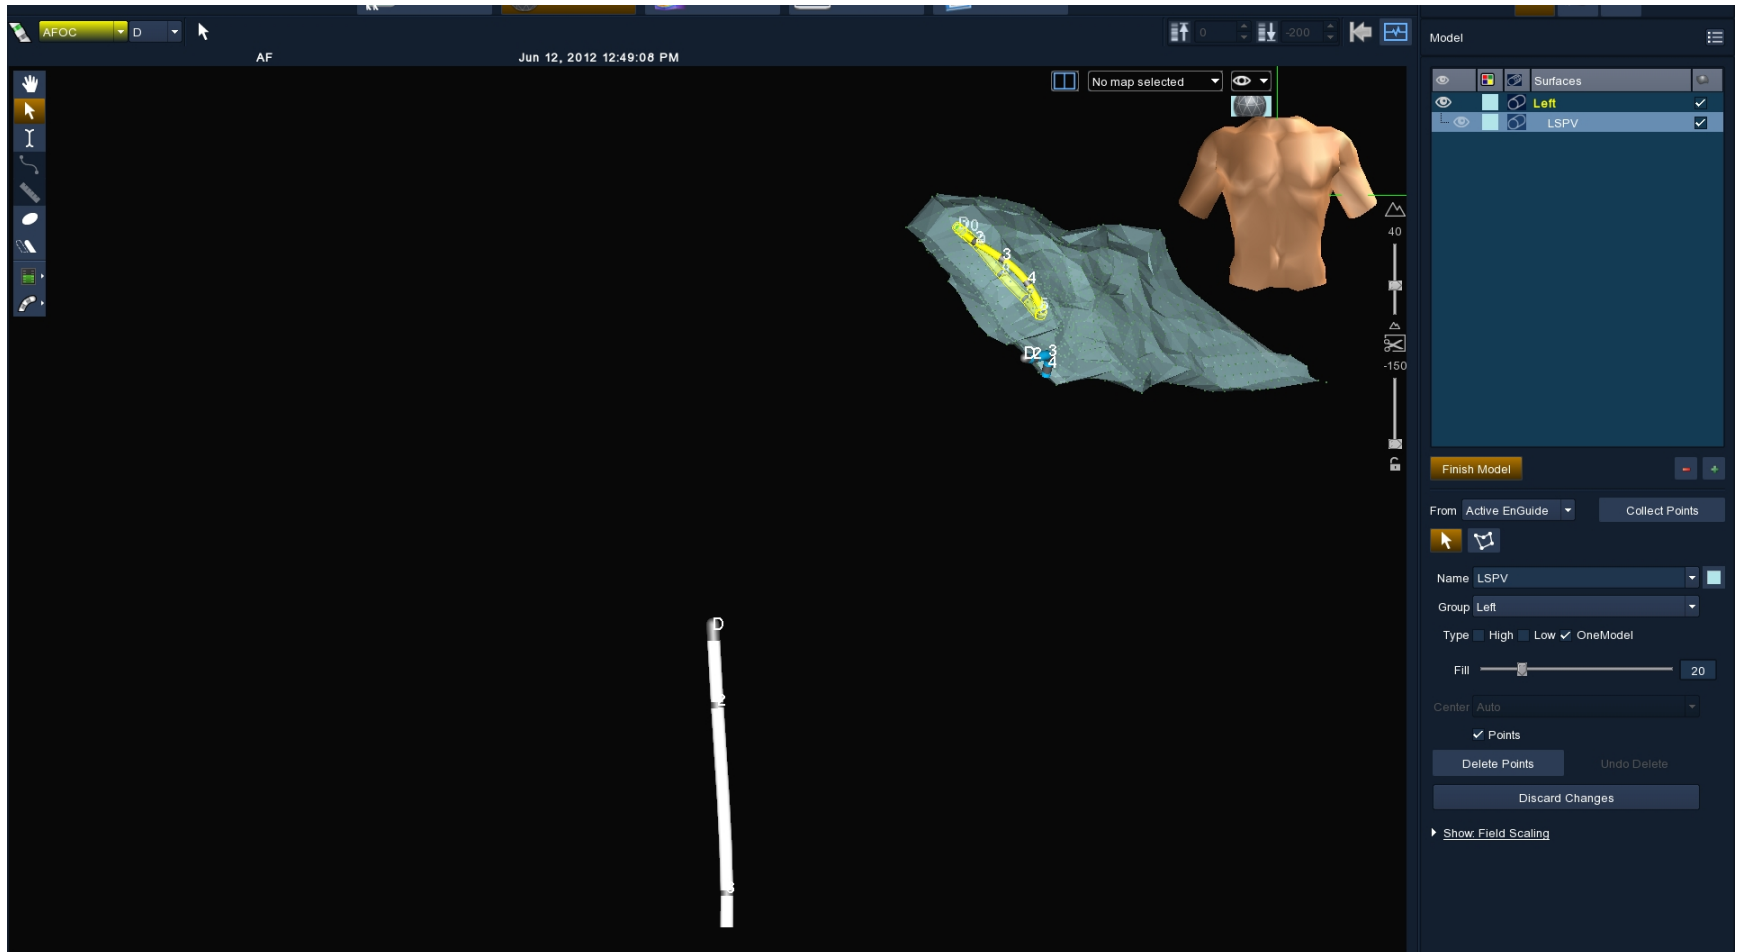 AFOC D 0 -200
AF Jun 12, 2012 12:49:08 PM
No map selected
D0
2
3
4
5
D2 3
4
40
-150
D
2
Model
Surfaces
Left
LSPV
Finish Model - +
From Active EnGuide Collect Points
Name LSPV
Group Left
Type High Low OneModel
Fill 20
Center Auto
Points
Delete Points Undo Delete
Discard Changes
Show: Field Scaling